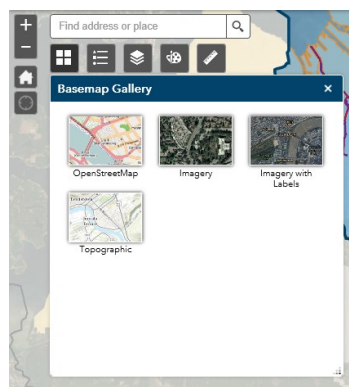 +
Find address or place
−
Basemap Gallery ×
OpenStreetMap
Imagery
Imagery with
Labels
Topographic